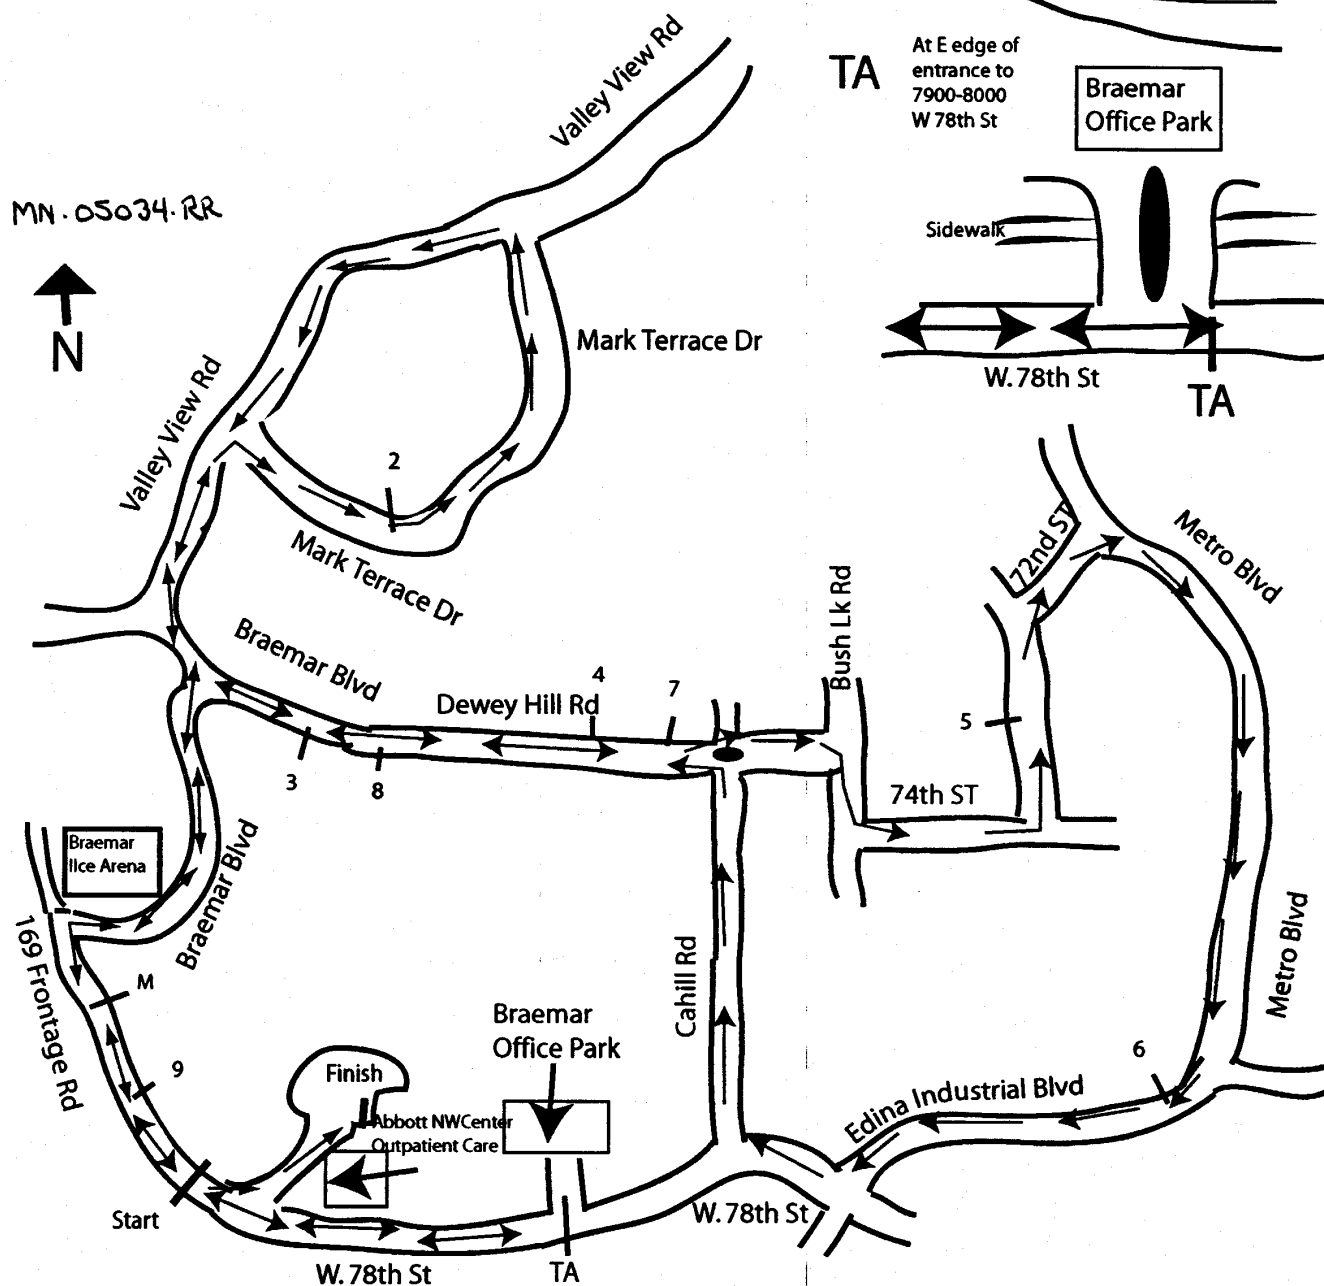 Valley View Rd
TA
At E edge of
entrance to
7900-8000
W 78th St
Braemar
Office Park
MN-05034-RR
Sidewalk
N
W. 78th St
TA
Mark Terrace Dr
Valley View Rd
2
Mark Terrace Dr
72nd ST
Metro Blvd
Bush Lk Rd
Braemar Blvd
4
7
Dewey Hill Rd
5
3
8
74th ST
Braemar
IIce Arena
Braemar Blvd
169 Frontage Rd
M
Cahill Rd
Metro Blvd
Braemar
Office Park
9
Finish
6
Edina Industrial Blvd
Abbott NWCenter
Outpatient Care
Start
W. 78th St
W. 78th St
TA